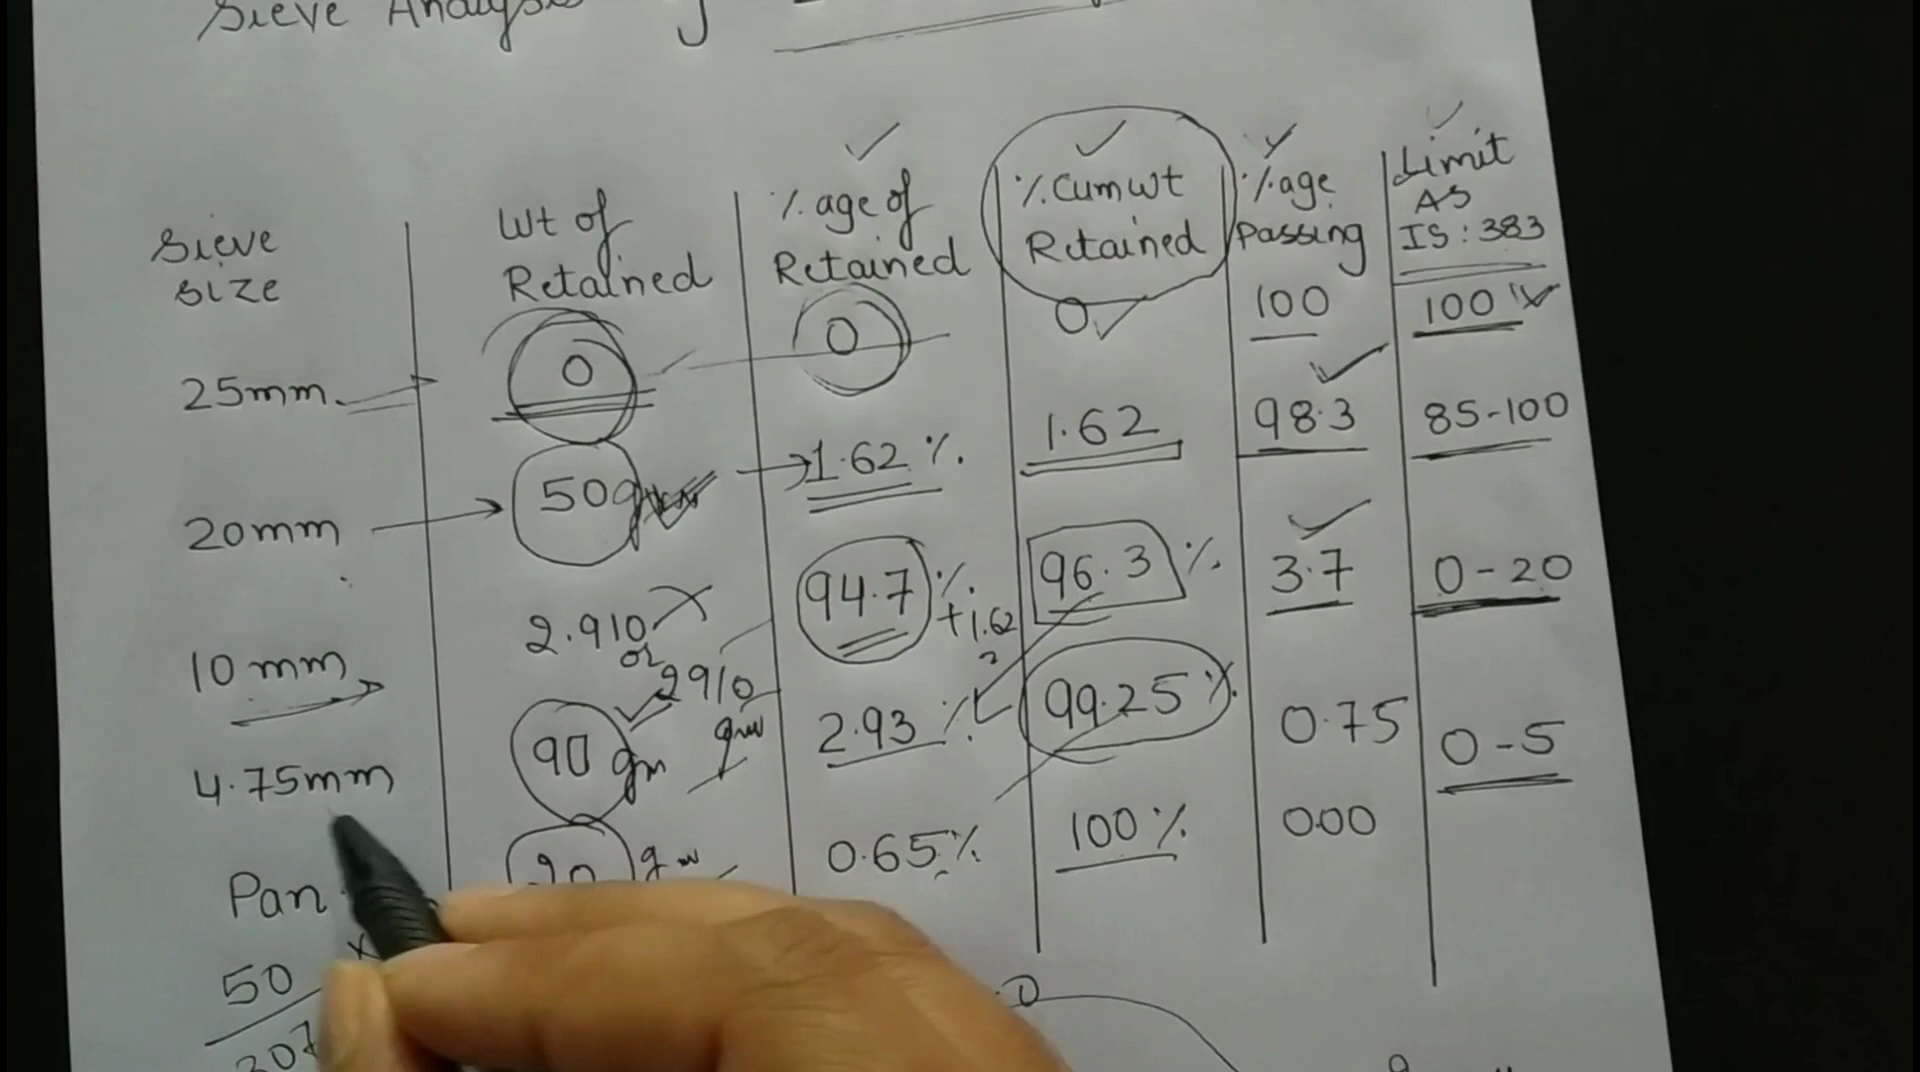 Sieve Analysis
Sieve
size
Wt of
Retained
%age of
Retained
%Cum wt
Retained
%age
Passing
Limit
AS
IS:383
25mm
0
0
0
100
100%
20mm
50gm
1.62%
1.62
98.3
85-100
10mm
2.910
or
2910
gm
94.7%
+1.62
96.3%
3.7
0-20
4.75mm
90 gm
2.93%
99.25%
0.75
0-5
Pan
20 gm
0.65%
100%
0.00
50 x
307